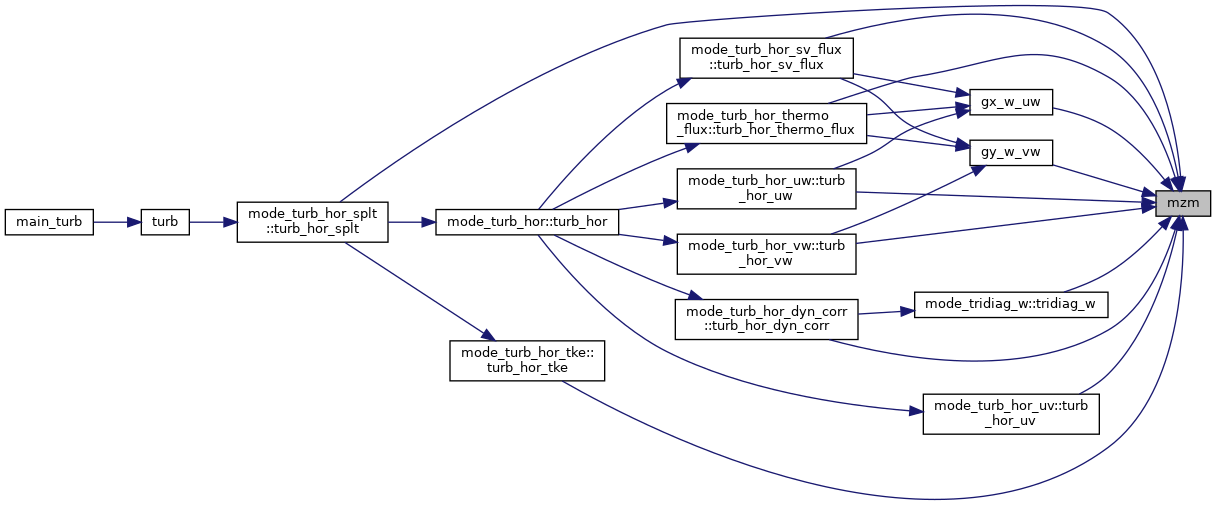 main_turb
turb
mode_turb_hor_splt
::turb_hor_splt
mode_turb_hor::turb_hor
mode_turb_hor_tke::
turb_hor_tke
mode_turb_hor_sv_flux
::turb_hor_sv_flux
mode_turb_hor_thermo
_flux::turb_hor_thermo_flux
mode_turb_hor_uw::turb
_hor_uw
mode_turb_hor_vw::turb
_hor_vw
mode_turb_hor_dyn_corr
::turb_hor_dyn_corr
gx_w_uw
gy_w_vw
mode_tridiag_w::tridiag_w
mode_turb_hor_uv::turb
_hor_uv
mzm